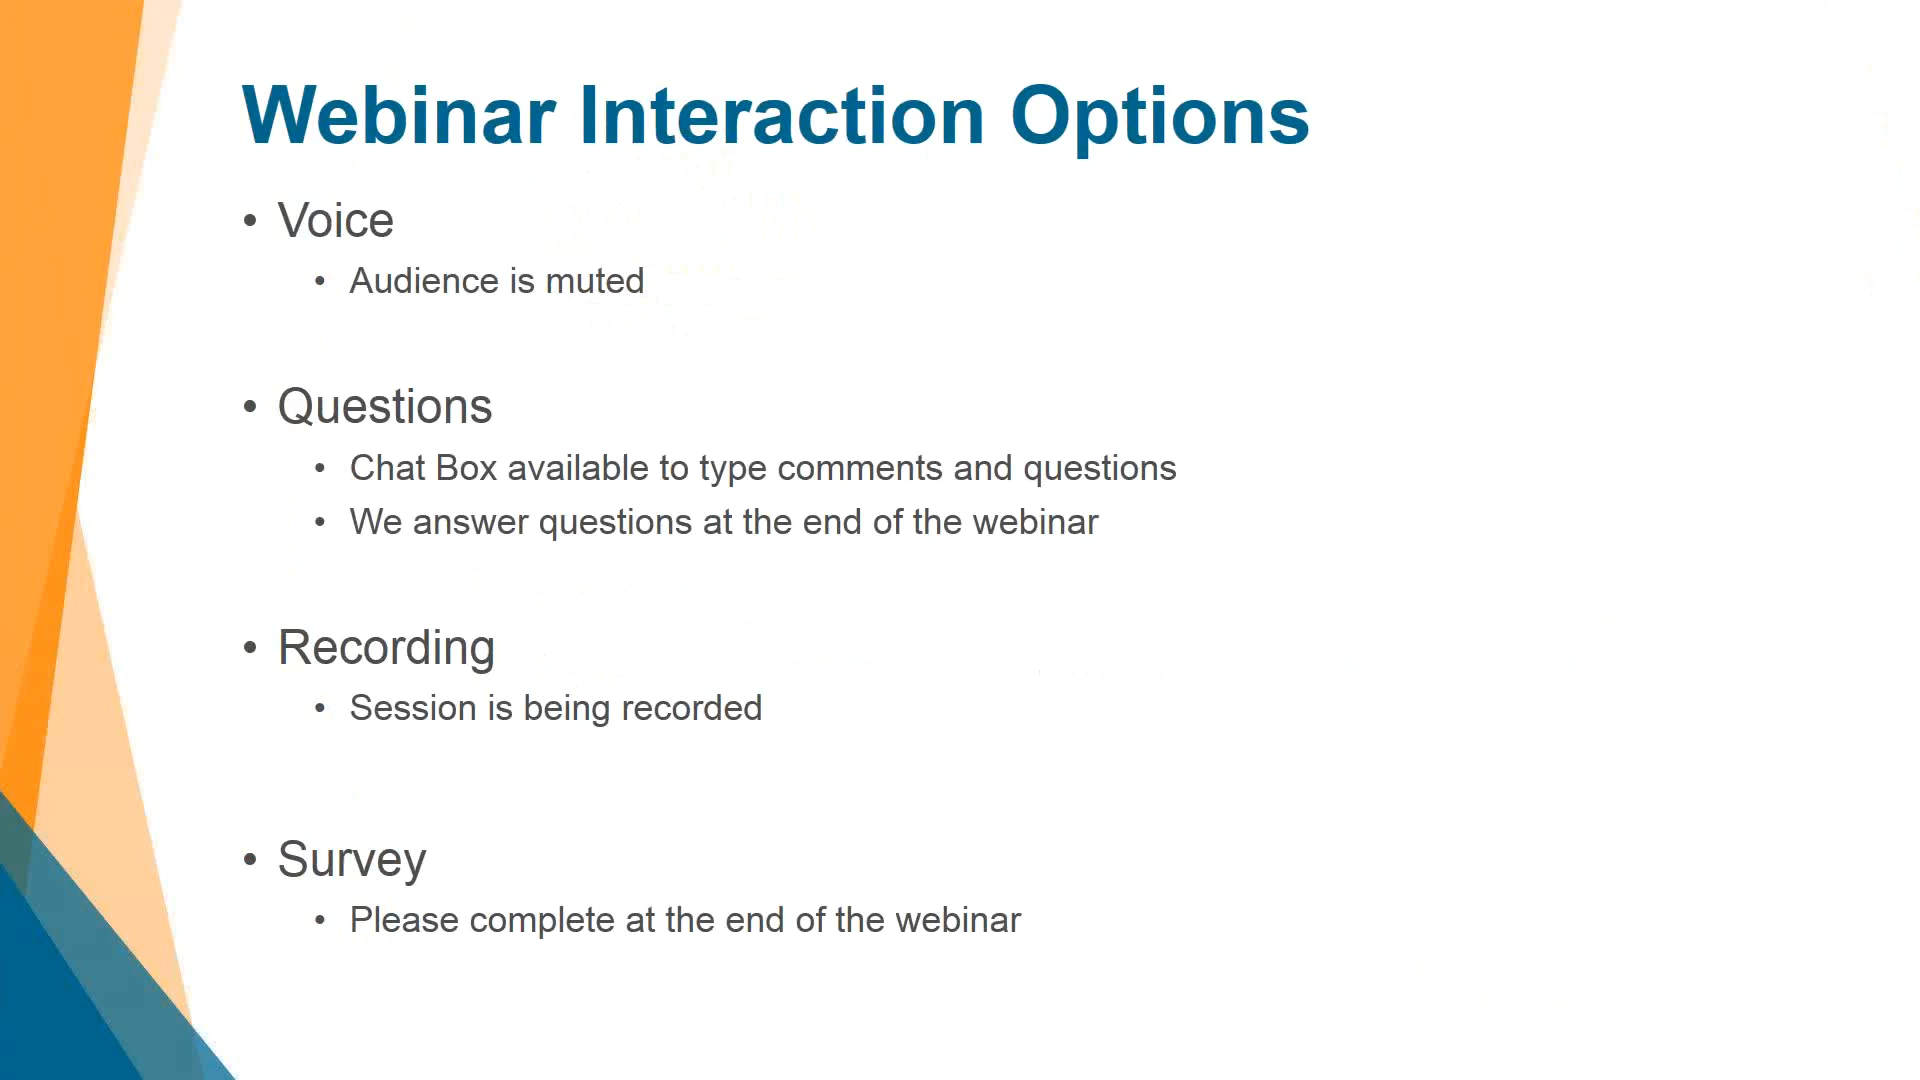 Webinar Interaction Options
• Voice
• Audience is muted
• Questions
• Chat Box available to type comments and questions
• We answer questions at the end of the webinar
• Recording
• Session is being recorded
• Survey
• Please complete at the end of the webinar